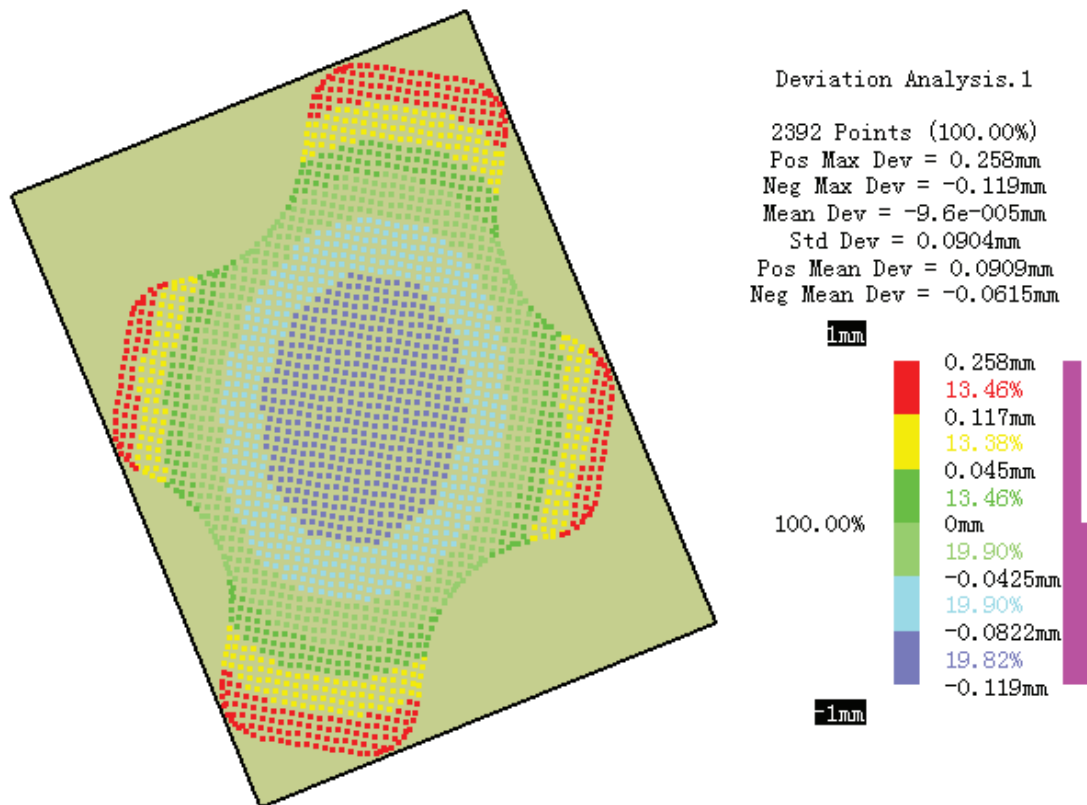 Deviation Analysis.1
2392 Points (100.00%)
Pos Max Dev = 0.258mm
Neg Max Dev = -0.119mm
Mean Dev = -9.6e-005mm
Std Dev = 0.0904mm
Pos Mean Dev = 0.0909mm
Neg Mean Dev = -0.0615mm
1mm
0.258mm
13.46%
0.117mm
13.38%
0.045mm
13.46%
100.00%
0mm
19.90%
-0.0425mm
19.90%
-0.0822mm
19.82%
-0.119mm
-1mm